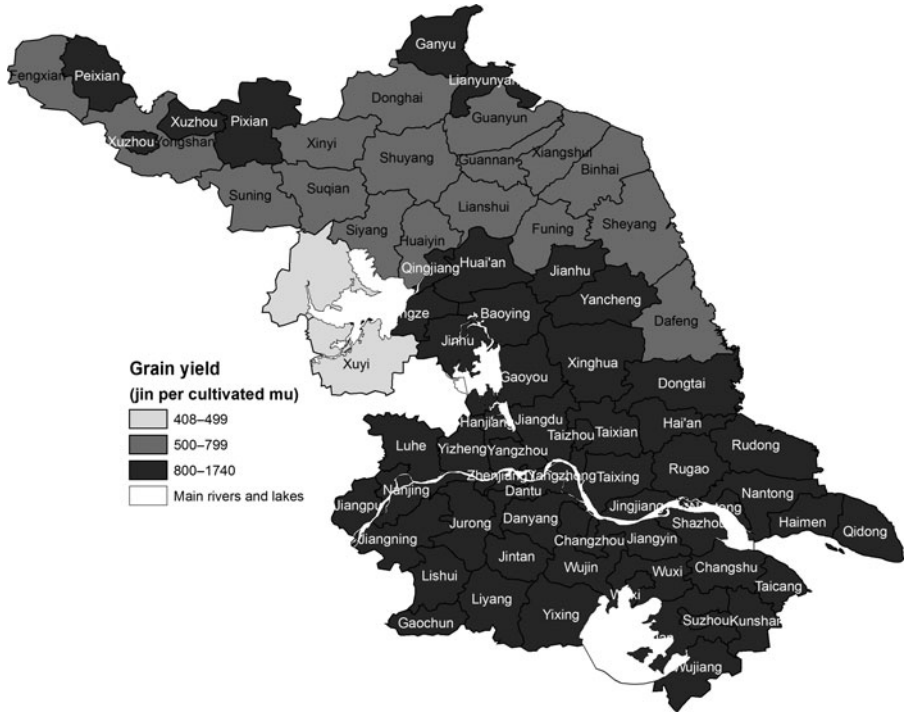 Ganyu
Fengxian
Peixian
Lianyunyan
Donghai
Xuzhou
Pixian
Guanyun
Xuzhou
Yongshan
Xinyi
Shuyang
Guannan
Xiangshui
Binhai
Suning
Suqian
Lianshui
Siyang
Huaiyin
Funing
Sheyang
Qingjiang
Huai'an
Jianhu
Yancheng
ngze
Baoying
Dafeng
Jinhu
Xuyi
Xinghua
Grain yield
(jin per cultivated mu)
408–499
500–799
800–1740
Main rivers and lakes
Gaoyou
Dongtai
Hanjiang
Jiangdu
Hai'an
Luhe
Yizheng
Yangzhou
Taizhou
Taixian
Rudong
Zhenjiang
Yangzhong
Taixing
Rugao
Nanjing
Dantu
Jiangpu
Jingjiang
Nantong
Jurong
Danyang
Shazhou
Haimen
Qidong
Jiangning
Changzhou
Jiangyin
Jintan
Wujin
Wuxi
Changshu
Lishui
Taicang
Liyang
Yixing
Gaochun
Suzhou
Kunshan
Wujiang